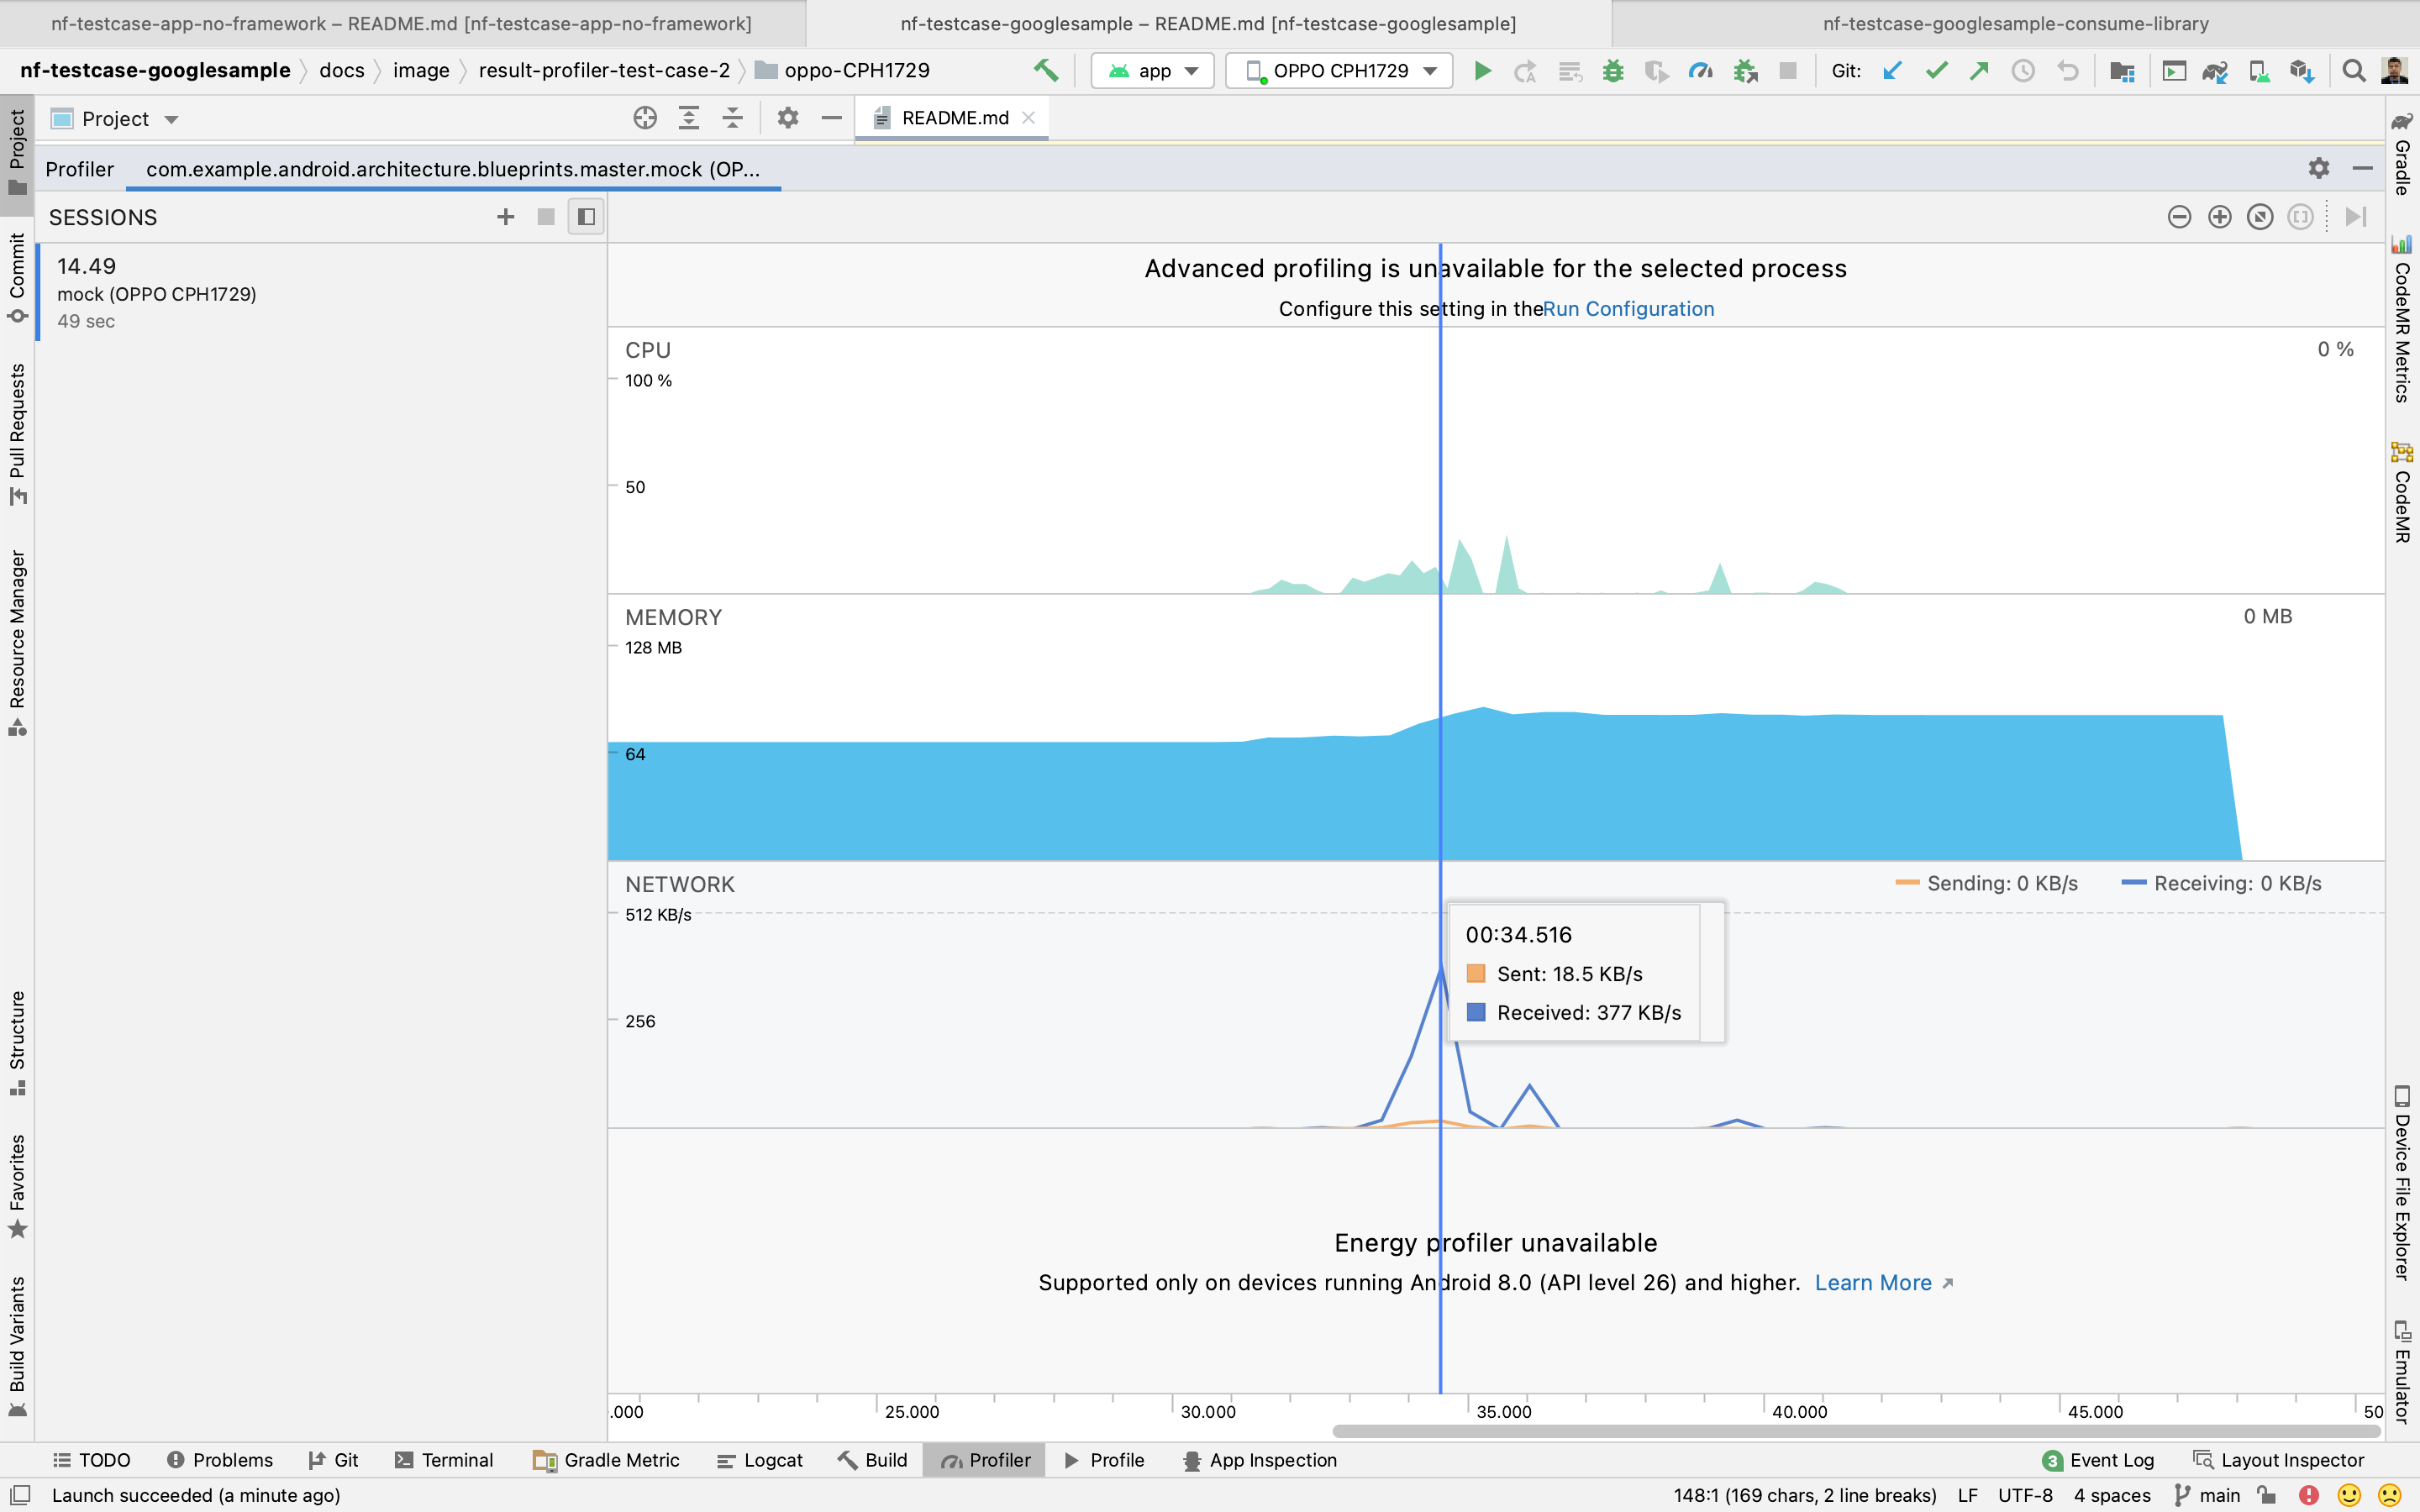 nf-testcase-app-no-framework – README.md [nf-testcase-app-no-framework]
nf-testcase-googlesample – README.md [nf-testcase-googlesample]
nf-testcase-googlesample-consume-library
nf-testcase-googlesample docs image result-profiler-test-case-2 oppo-CPH1729
app
OPPO CPH1729
Git:
Project
README.md
Profiler
com.example.android.architecture.blueprints.master.mock (OP...
SESSIONS
14.49
mock (OPPO CPH1729)
49 sec
Advanced profiling is unavailable for the selected process
Configure this setting in theRun Configuration
CPU
0 %
100 %
50
MEMORY
0 MB
128 MB
64
NETWORK
Sending: 0 KB/s
Receiving: 0 KB/s
512 KB/s
256
00:34.516
Sent: 18.5 KB/s
Received: 377 KB/s
Energy profiler unavailable
Supported only on devices running Android 8.0 (API level 26) and higher. Learn More
.000
25.000
30.000
35.000
40.000
45.000
50
Project
Commit
Pull Requests
Resource Manager
Structure
Favorites
Build Variants
Gradle
CodeMR Metrics
CodeMR
Device File Explorer
Emulator
TODO
Problems
Git
Terminal
Gradle Metric
Logcat
Build
Profiler
Profile
App Inspection
3 Event Log
Layout Inspector
Launch succeeded (a minute ago)
148:1 (169 chars, 2 line breaks)
LF
UTF-8
4 spaces
main